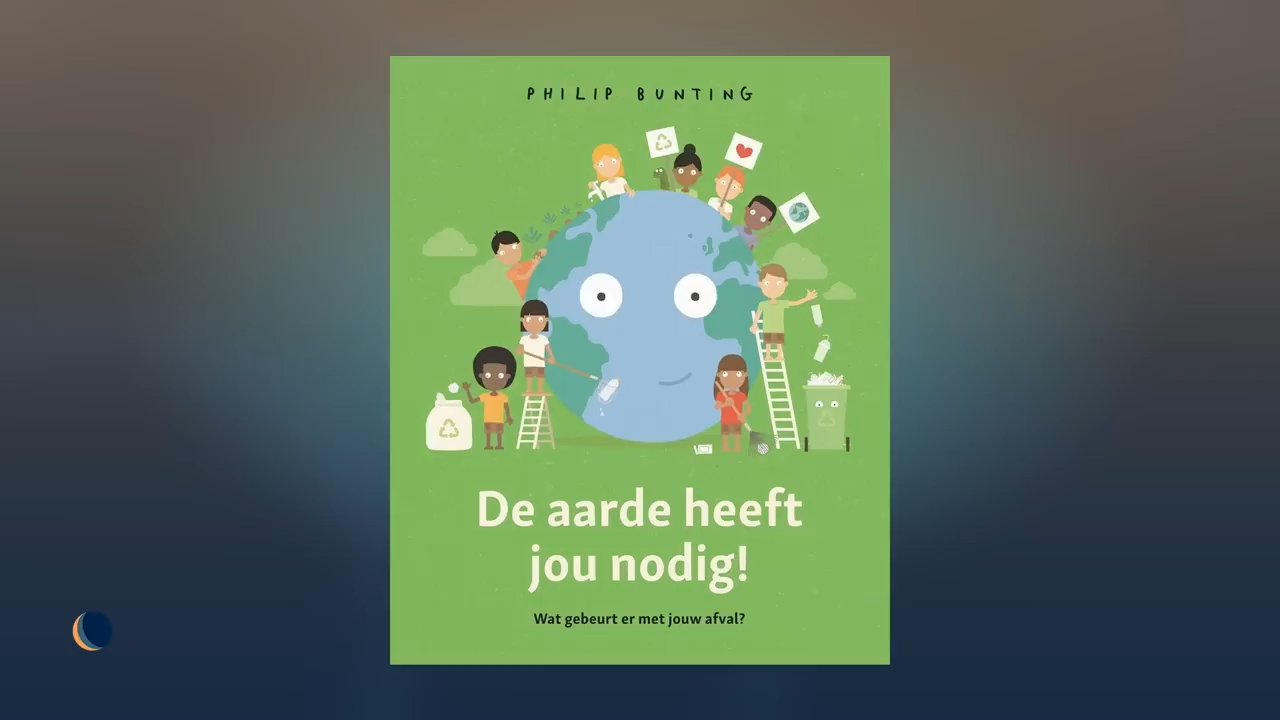 PHILIP BUNTING
De aarde heeft
jou nodig!
Wat gebeurt er met jouw afval?